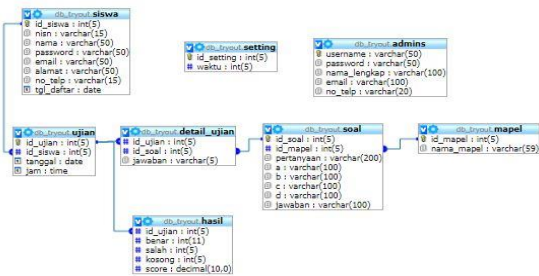 db_tryout siswa
id_siswa : int(5)
nisn : varchar(15)
nama : varchar(50)
password : varchar(50)
email : varchar(50)
alamat : varchar(50)
no_telp : varchar(15)
tgl_daftar : date
db_tryout setting
id_setting : int(5)
waktu : int(5)
db_tryout admins
username : varchar(50)
password : varchar(50)
nama_lengkap : varchar(100)
email : varchar(100)
no_telp : varchar(20)
db_tryout ujian
id_ujian : int(5)
id_siswa : int(5)
tanggal : date
jam : time
db_tryout detail_ujian
id_ujian : int(5)
id_soal : int(5)
jawaban : varchar(5)
db_tryout soal
id_soal : int(5)
id_mapel : int(5)
pertanyaan : varchar(200)
a : varchar(100)
b : varchar(100)
c : varchar(100)
d : varchar(100)
jawaban : varchar(100)
db_tryout mapel
id_mapel : int(5)
nama_mapel : varchar(59)
db_tryout hasil
id_ujian : int(5)
benar : int(11)
salah : int(5)
kosong : int(5)
score : decimal(10,0)